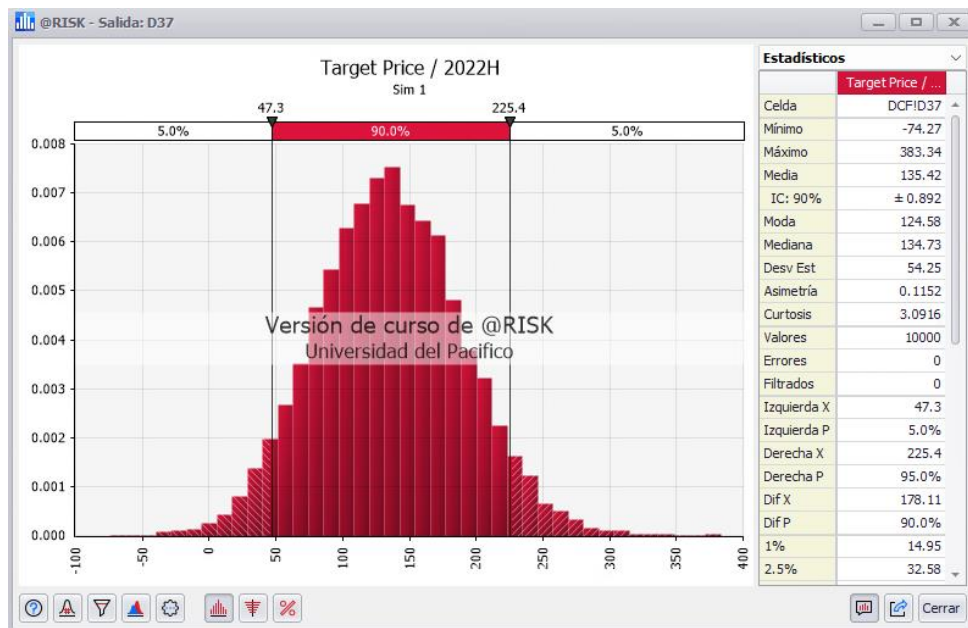 @RISK - Salida: D37
Target Price / 2022H
Sim 1
47.3 225.4
5.0% 90.0% 5.0%
0.008
0.007
0.006
0.005
0.004
0.003
0.002
0.001
0.000
Versión de curso de @RISK
Universidad del Pacifico
-100 -50 0 50 100 150 200 250 300 350 400
Estadísticos
Target Price / ...
Celda DCF!D37
Mínimo -74.27
Máximo 383.34
Media 135.42
IC: 90% ± 0.892
Moda 124.58
Mediana 134.73
Desv Est 54.25
Asimetría 0.1152
Curtosis 3.0916
Valores 10000
Errores 0
Filtrados 0
Izquierda X 47.3
Izquierda P 5.0%
Derecha X 225.4
Derecha P 95.0%
Dif X 178.11
Dif P 90.0%
1% 14.95
2.5% 32.58
Cerrar